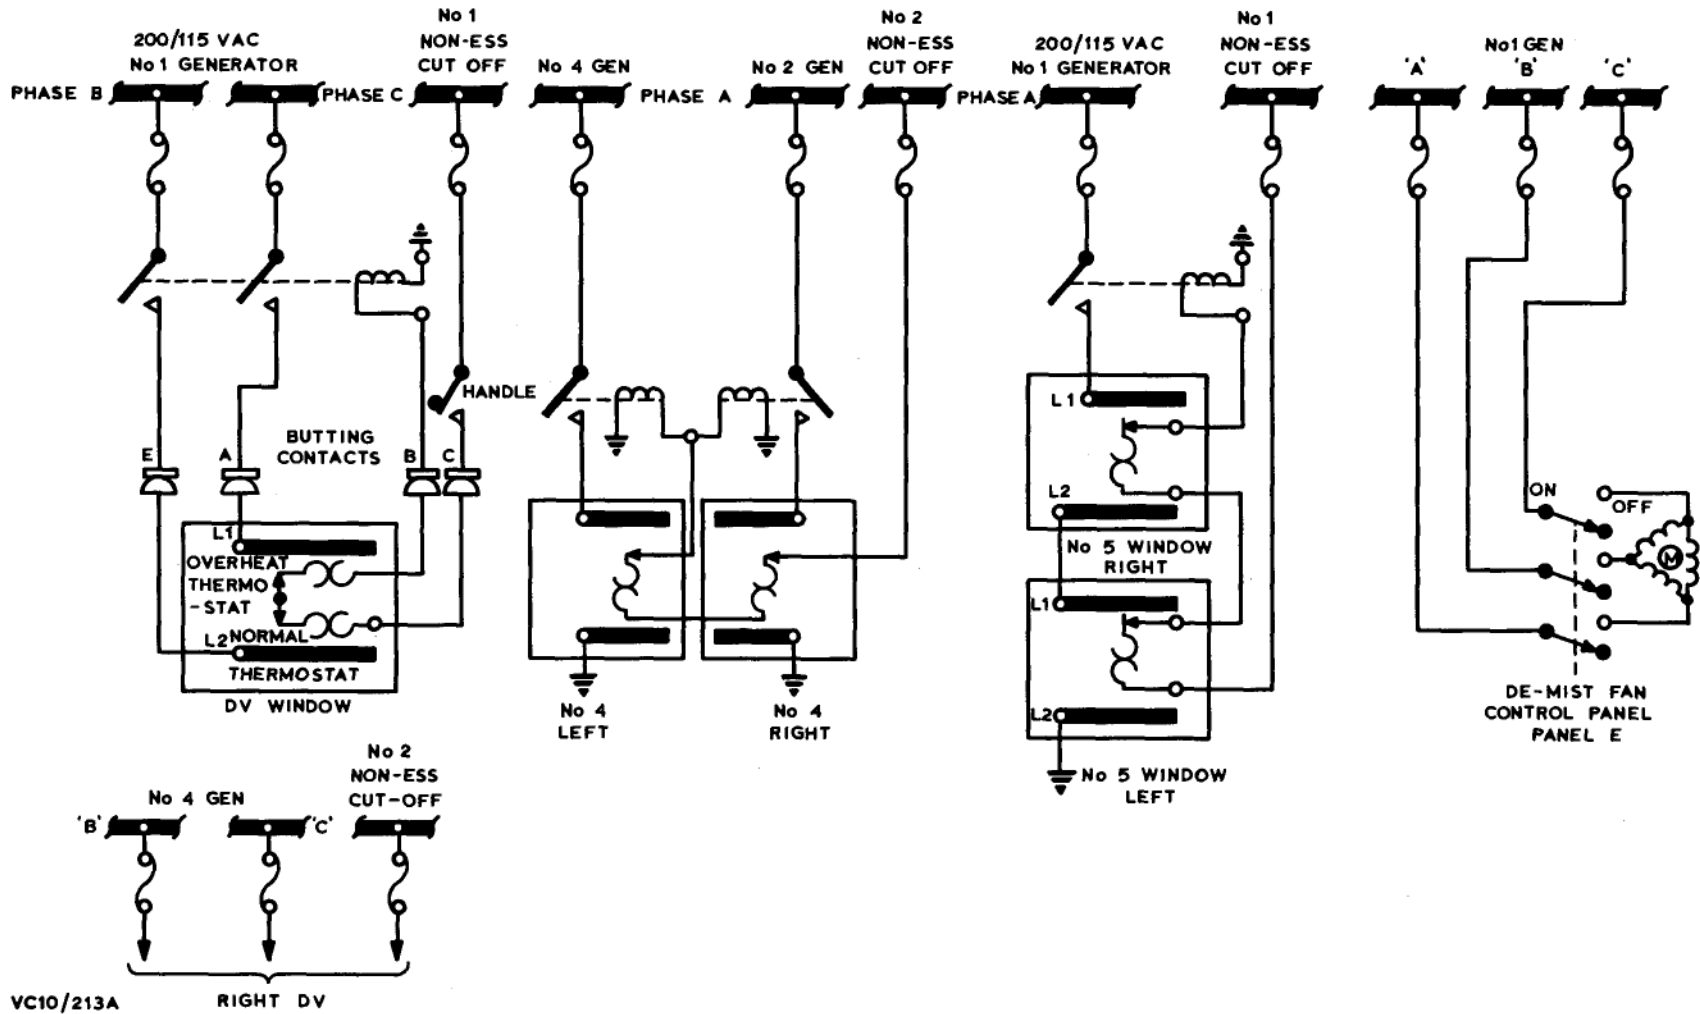 200/115 VAC
No 1 GENERATOR
PHASE B
PHASE C
No 1
NON-ESS
CUT OFF
No 4 GEN
PHASE A
No 2 GEN
No 2
NON-ESS
CUT OFF
200/115 VAC
No 1 GENERATOR
PHASE A
No 1
NON-ESS
CUT OFF
No1 GEN
'A'
'B'
'C'
HANDLE
BUTTING
CONTACTS
E
A
B
C
L1
OVERHEAT
THERMO
-STAT
L2 NORMAL
THERMOSTAT
DV WINDOW
No 4
LEFT
No 4
RIGHT
L1
L2
No 5 WINDOW
RIGHT
L1
L2
No 5 WINDOW
LEFT
ON
OFF
M
DE-MIST FAN
CONTROL PANEL
PANEL E
No 4 GEN
'B'
'C'
No 2
NON-ESS
CUT-OFF
RIGHT DV
VC10/213A